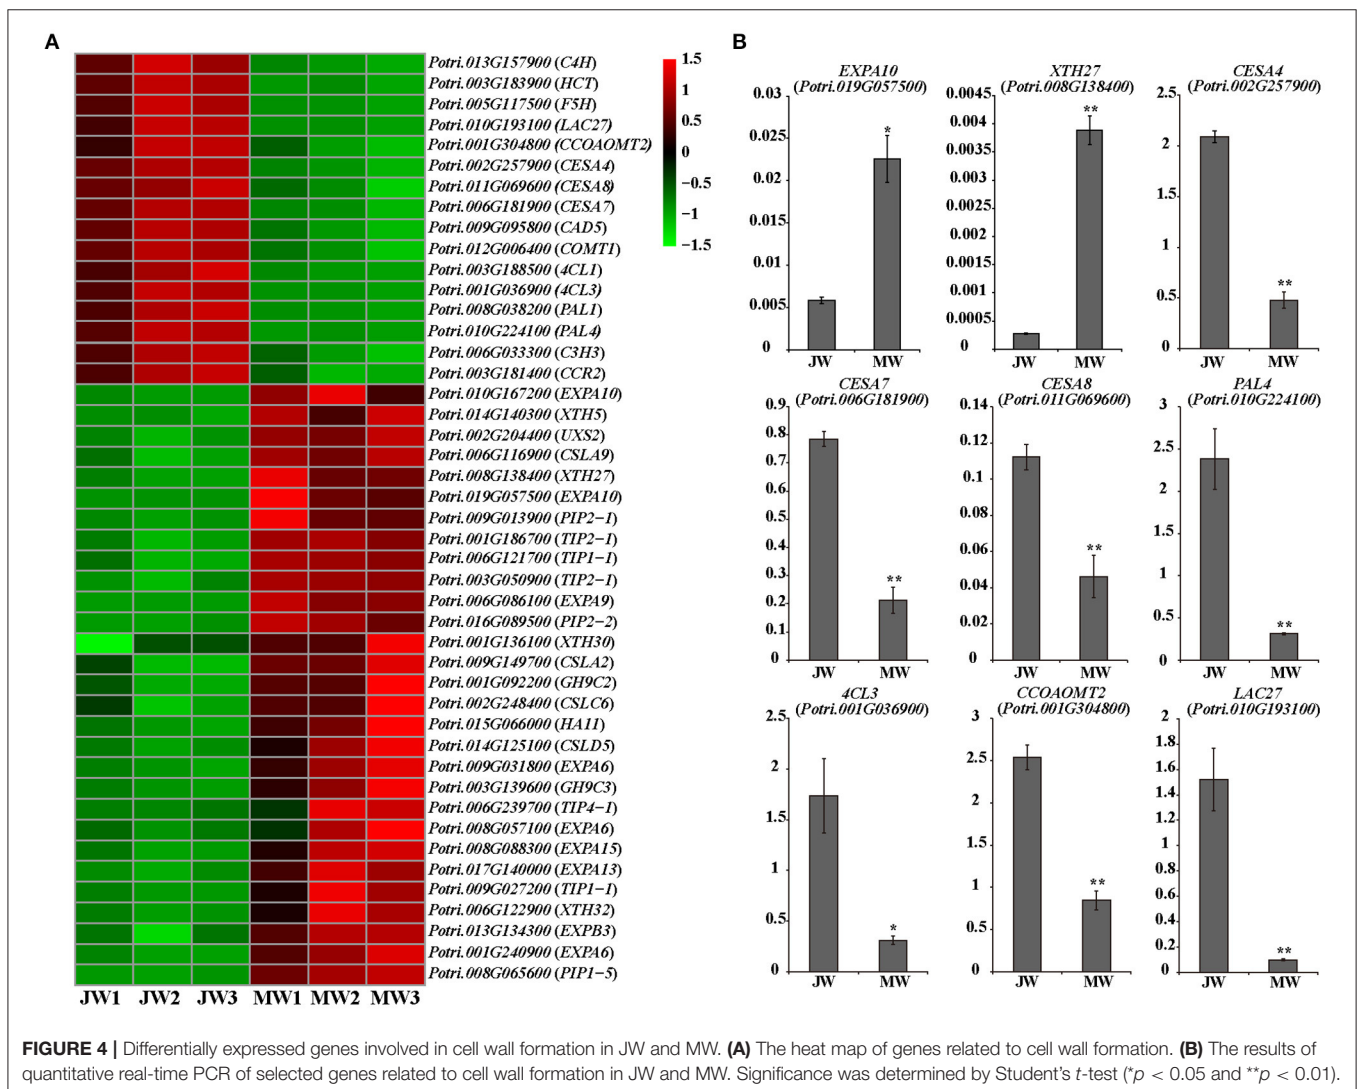 A
Potri.013G157900 (C4H)
Potri.003G183900 (HCT)
Potri.005G117500 (F5H)
Potri.010G193100 (LAC27)
Potri.001G304800 (CCOAOMT2)
Potri.002G257900 (CESA4)
Potri.011G069600 (CESA8)
Potri.006G181900 (CESA7)
Potri.009G095800 (CAD5)
Potri.012G006400 (COMT1)
Potri.003G188500 (4CL1)
Potri.001G036900 (4CL3)
Potri.008G038200 (PAL1)
Potri.010G224100 (PAL4)
Potri.006G033300 (C3H3)
Potri.003G181400 (CCR2)
Potri.010G167200 (EXPA10)
Potri.014G140300 (XTH5)
Potri.002G204400 (UXS2)
Potri.006G116900 (CSLA9)
Potri.008G138400 (XTH27)
Potri.019G057500 (EXPA10)
Potri.009G013900 (PIP2−1)
Potri.001G186700 (TIP2−1)
Potri.006G121700 (TIP1−1)
Potri.003G050900 (TIP2−1)
Potri.006G086100 (EXPA9)
Potri.016G089500 (PIP2−2)
Potri.001G136100 (XTH30)
Potri.009G149700 (CSLA2)
Potri.001G092200 (GH9C2)
Potri.002G248400 (CSLC6)
Potri.015G066000 (HA11)
Potri.014G125100 (CSLD5)
Potri.009G031800 (EXPA6)
Potri.003G139600 (GH9C3)
Potri.006G239700 (TIP4−1)
Potri.008G057100 (EXPA6)
Potri.008G088300 (EXPA15)
Potri.017G140000 (EXPA13)
Potri.009G027200 (TIP1−1)
Potri.006G122900 (XTH32)
Potri.013G134300 (EXPB3)
Potri.001G240900 (EXPA6)
Potri.008G065600 (PIP1−5)
JW1 JW2 JW3 MW1 MW2 MW3
1.5
1
0.5
0
−0.5
−1
−1.5
B
EXPA10
(Potri.019G057500)
0.03
0.025
0.02
0.015
0.01
0.005
0
*
JW MW
XTH27
(Potri.008G138400)
0.0045
0.004
0.0035
0.003
0.0025
0.002
0.0015
0.001
0.0005
0
**
JW MW
CESA4
(Potri.002G257900)
2.5
2
1.5
1
0.5
0
**
JW MW
CESA7
(Potri.006G181900)
0.9
0.8
0.7
0.6
0.5
0.4
0.3
0.2
0.1
0
**
JW MW
CESA8
(Potri.011G069600)
0.14
0.12
0.1
0.08
0.06
0.04
0.02
0
**
JW MW
PAL4
(Potri.010G224100)
3
2.5
2
1.5
1
0.5
0
**
JW MW
4CL3
(Potri.001G036900)
2.5
2
1.5
1
0.5
0
*
JW MW
CCOAOMT2
(Potri.001G304800)
3
2.5
2
1.5
1
0.5
0
**
JW MW
LAC27
(Potri.010G193100)
2
1.8
1.6
1.4
1.2
1
0.8
0.6
0.4
0.2
0
**
JW MW
FIGURE 4 | Differentially expressed genes involved in cell wall formation in JW and MW. (A) The heat map of genes related to cell wall formation. (B) The results of
quantitative real-time PCR of selected genes related to cell wall formation in JW and MW. Significance was determined by Student's t-test (*p < 0.05 and **p < 0.01).